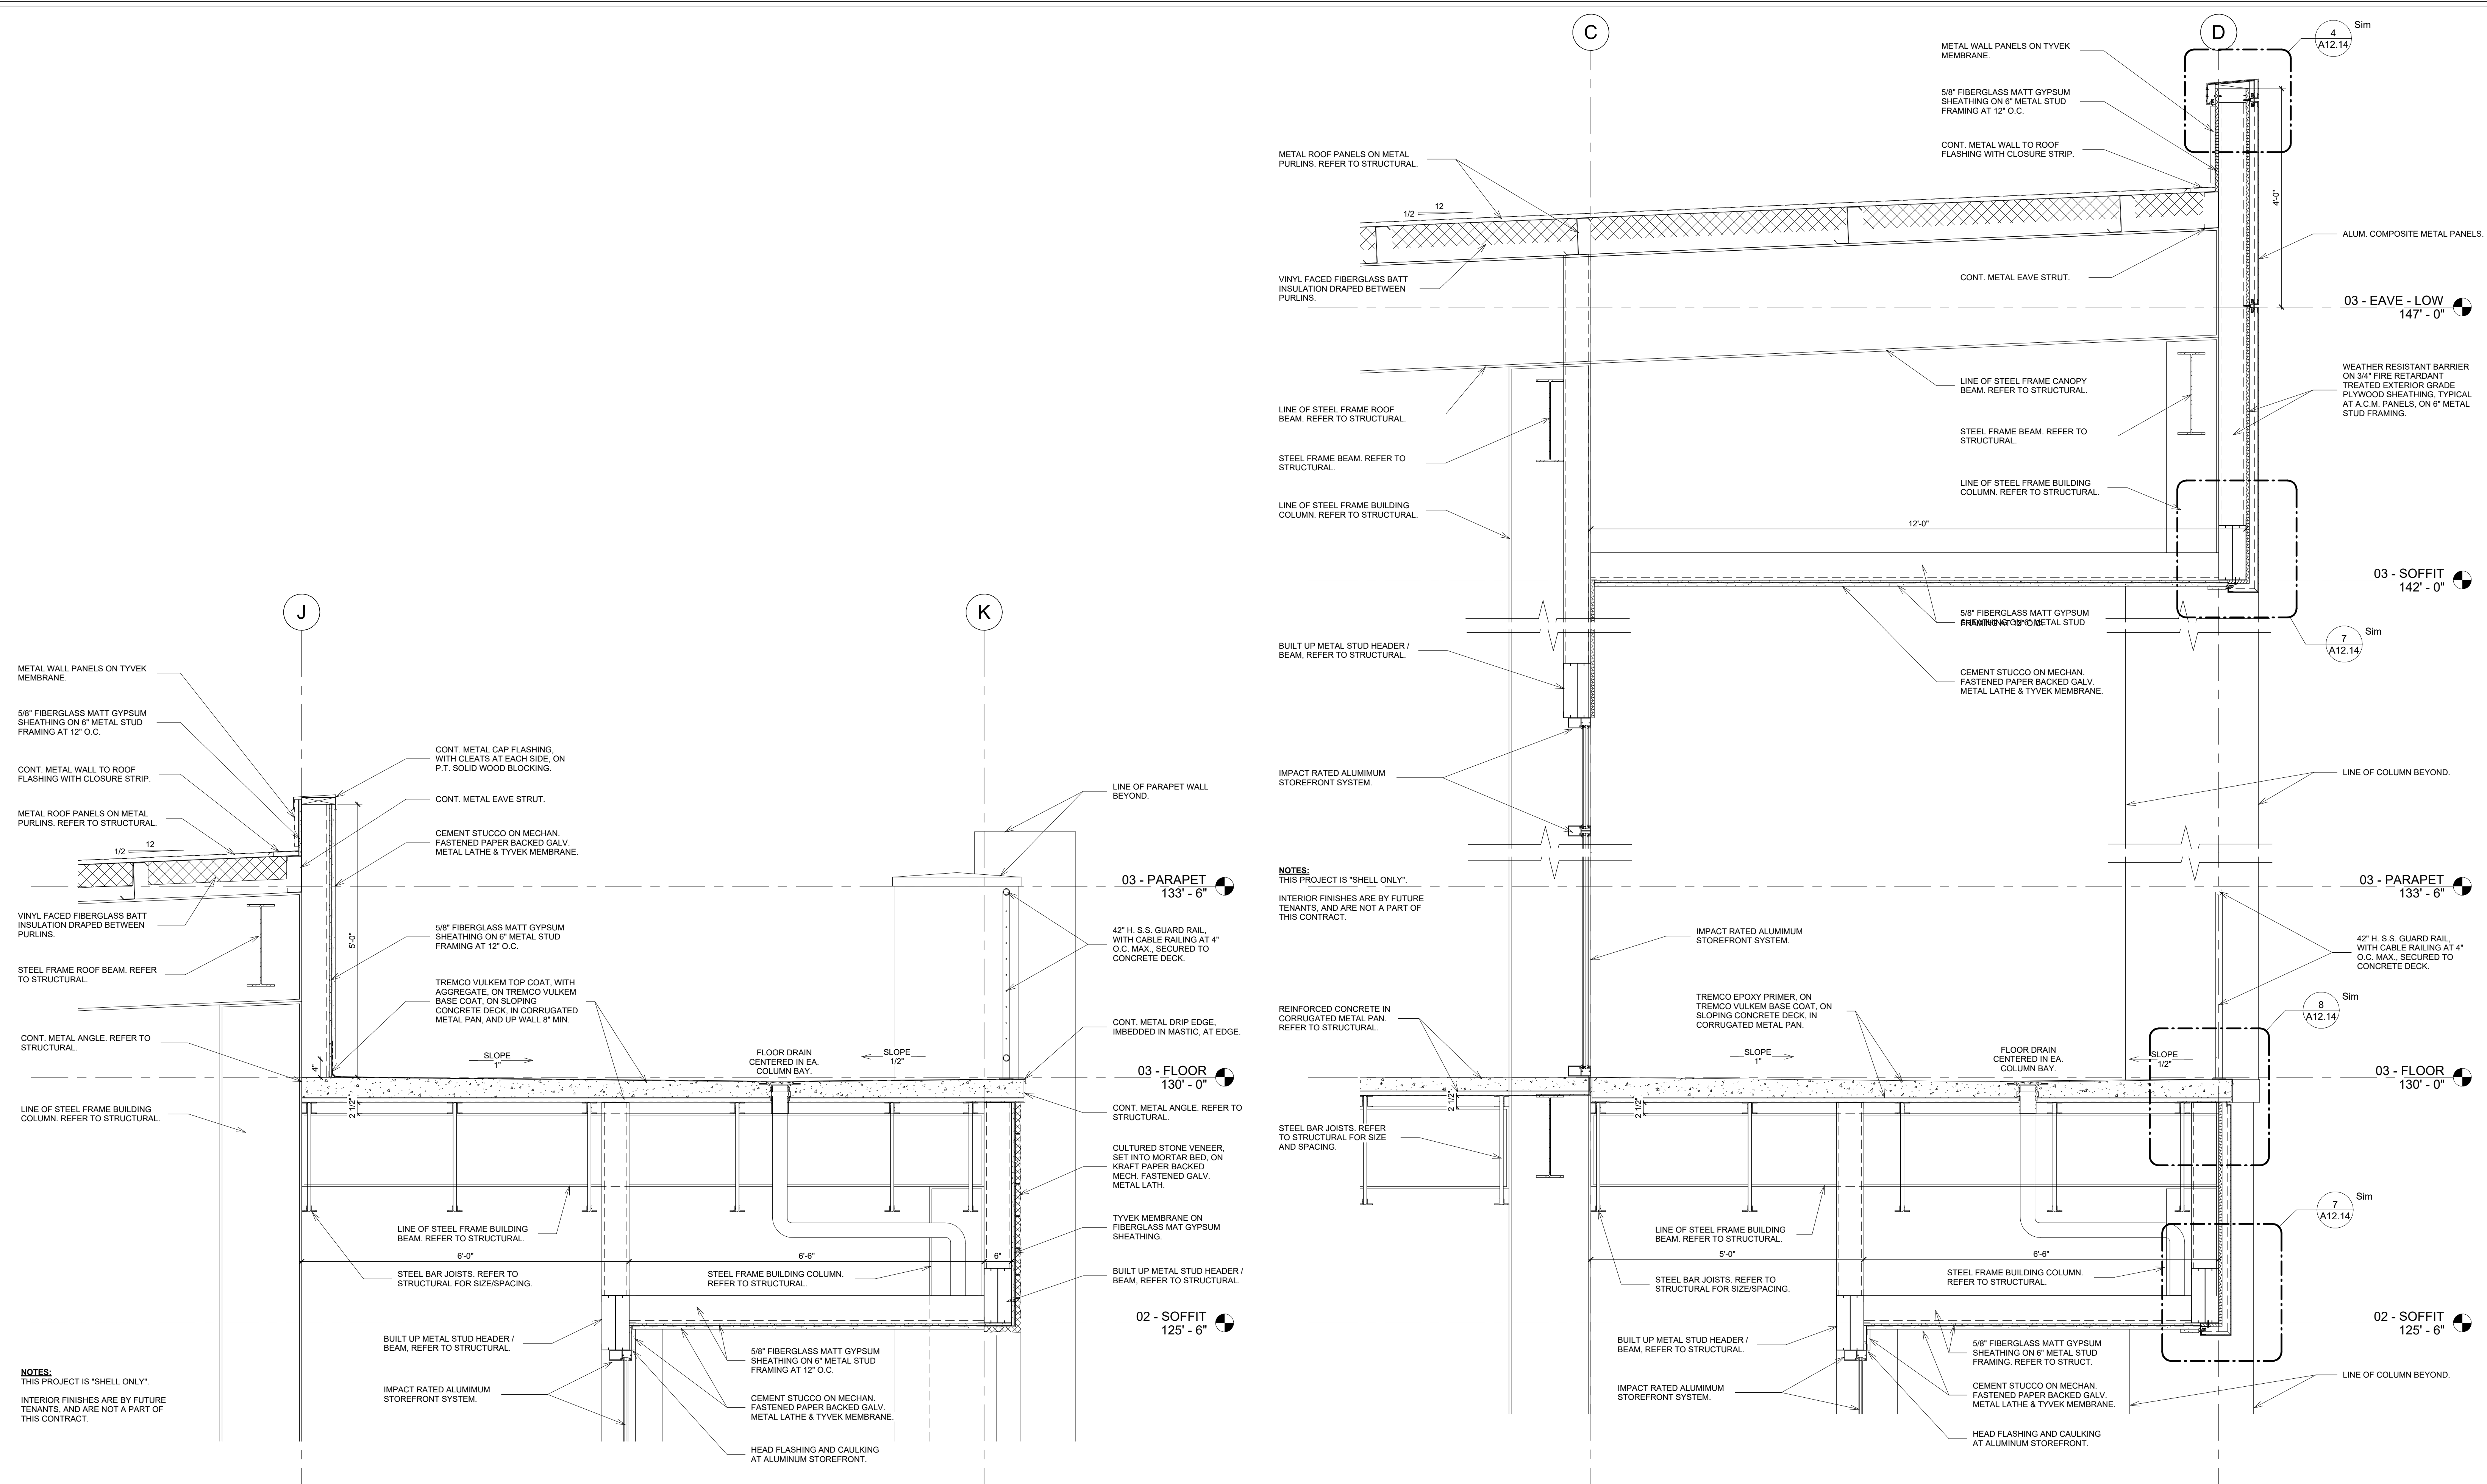 J
K
METAL WALL PANELS ON TYVEK
MEMBRANE.
5/8" FIBERGLASS MATT GYPSUM
SHEATHING ON 6" METAL STUD
FRAMING AT 12" O.C.
CONT. METAL WALL TO ROOF
FLASHING WITH CLOSURE STRIP.
METAL ROOF PANELS ON METAL
PURLINS. REFER TO STRUCTURAL.
12
1/2
VINYL FACED FIBERGLASS BATT
INSULATION DRAPED BETWEEN
PURLINS.
STEEL FRAME ROOF BEAM. REFER
TO STRUCTURAL.
CONT. METAL ANGLE. REFER TO
STRUCTURAL.
LINE OF STEEL FRAME BUILDING
COLUMN. REFER TO STRUCTURAL.
NOTES:
THIS PROJECT IS "SHELL ONLY".
INTERIOR FINISHES ARE BY FUTURE
TENANTS, AND ARE NOT A PART OF
THIS CONTRACT.
CONT. METAL CAP FLASHING,
WITH CLEATS AT EACH SIDE, ON
P.T. SOLID WOOD BLOCKING.
CONT. METAL EAVE STRUT.
CEMENT STUCCO ON MECHAN.
FASTENED PAPER BACKED GALV.
METAL LATHE & TYVEK MEMBRANE.
5'-0"
5/8" FIBERGLASS MATT GYPSUM
SHEATHING ON 6" METAL STUD
FRAMING AT 12" O.C.
TREMCO VULKEM TOP COAT, WITH
AGGREGATE, ON TREMCO VULKEM
BASE COAT, ON SLOPING
CONCRETE DECK, IN CORRUGATED
METAL PAN, AND UP WALL 8" MIN.
4"
SLOPE
1"
FLOOR DRAIN
CENTERED IN EA.
COLUMN BAY.
SLOPE
1/2"
2 1/2"
LINE OF STEEL FRAME BUILDING
BEAM. REFER TO STRUCTURAL.
6'-0"
6'-6"
6"
STEEL BAR JOISTS. REFER TO
STRUCTURAL FOR SIZE/SPACING.
STEEL FRAME BUILDING COLUMN.
REFER TO STRUCTURAL.
BUILT UP METAL STUD HEADER /
BEAM, REFER TO STRUCTURAL.
IMPACT RATED ALUMIMUM
STOREFRONT SYSTEM.
5/8" FIBERGLASS MATT GYPSUM
SHEATHING ON 6" METAL STUD
FRAMING AT 12" O.C.
CEMENT STUCCO ON MECHAN.
FASTENED PAPER BACKED GALV.
METAL LATHE & TYVEK MEMBRANE.
HEAD FLASHING AND CAULKING
AT ALUMINUM STOREFRONT.
LINE OF PARAPET WALL
BEYOND.
03 - PARAPET
133' - 6"
42" H. S.S. GUARD RAIL,
WITH CABLE RAILING AT 4"
O.C. MAX., SECURED TO
CONCRETE DECK.
CONT. METAL DRIP EDGE,
IMBEDDED IN MASTIC, AT EDGE.
03 - FLOOR
130' - 0"
CONT. METAL ANGLE. REFER TO
STRUCTURAL.
CULTURED STONE VENEER,
SET INTO MORTAR BED, ON
KRAFT PAPER BACKED
MECH. FASTENED GALV.
METAL LATH.
TYVEK MEMBRANE ON
FIBERGLASS MAT GYPSUM
SHEATHING.
BUILT UP METAL STUD HEADER /
BEAM, REFER TO STRUCTURAL.
02 - SOFFIT
125' - 6"
C
D
4
A12.14
Sim
METAL WALL PANELS ON TYVEK
MEMBRANE.
5/8" FIBERGLASS MATT GYPSUM
SHEATHING ON 6" METAL STUD
FRAMING AT 12" O.C.
CONT. METAL WALL TO ROOF
FLASHING WITH CLOSURE STRIP.
METAL ROOF PANELS ON METAL
PURLINS. REFER TO STRUCTURAL.
12
1/2
4'-0"
ALUM. COMPOSITE METAL PANELS.
VINYL FACED FIBERGLASS BATT
INSULATION DRAPED BETWEEN
PURLINS.
CONT. METAL EAVE STRUT.
03 - EAVE - LOW
147' - 0"
LINE OF STEEL FRAME ROOF
BEAM. REFER TO STRUCTURAL.
LINE OF STEEL FRAME CANOPY
BEAM. REFER TO STRUCTURAL.
WEATHER RESISTANT BARRIER
ON 3/4" FIRE RETARDANT
TREATED EXTERIOR GRADE
PLYWOOD SHEATHING, TYPICAL
AT A.C.M. PANELS, ON 6" METAL
STUD FRAMING.
STEEL FRAME BEAM. REFER TO
STRUCTURAL.
STEEL FRAME BEAM. REFER TO
STRUCTURAL.
LINE OF STEEL FRAME BUILDING
COLUMN. REFER TO STRUCTURAL.
LINE OF STEEL FRAME BUILDING
COLUMN. REFER TO STRUCTURAL.
12'-0"
03 - SOFFIT
142' - 0"
5/8" FIBERGLASS MATT GYPSUM
SHEATHING ON 6" METAL STUD
FRAMING AT 12" O.C.
7
A12.14
Sim
BUILT UP METAL STUD HEADER /
BEAM, REFER TO STRUCTURAL.
CEMENT STUCCO ON MECHAN.
FASTENED PAPER BACKED GALV.
METAL LATHE & TYVEK MEMBRANE.
IMPACT RATED ALUMIMUM
STOREFRONT SYSTEM.
LINE OF COLUMN BEYOND.
NOTES:
THIS PROJECT IS "SHELL ONLY".
INTERIOR FINISHES ARE BY FUTURE
TENANTS, AND ARE NOT A PART OF
THIS CONTRACT.
03 - PARAPET
133' - 6"
IMPACT RATED ALUMIMUM
STOREFRONT SYSTEM.
42" H. S.S. GUARD RAIL,
WITH CABLE RAILING AT 4"
O.C. MAX., SECURED TO
CONCRETE DECK.
REINFORCED CONCRETE IN
CORRUGATED METAL PAN.
REFER TO STRUCTURAL.
TREMCO EPOXY PRIMER, ON
TREMCO VULKEM BASE COAT, ON
SLOPING CONCRETE DECK, IN
CORRUGATED METAL PAN.
8
A12.14
Sim
SLOPE
1"
FLOOR DRAIN
CENTERED IN EA.
COLUMN BAY.
SLOPE
1/2"
03 - FLOOR
130' - 0"
2 1/2"
2 1/2"
STEEL BAR JOISTS. REFER
TO STRUCTURAL FOR SIZE
AND SPACING.
7
A12.14
Sim
LINE OF STEEL FRAME BUILDING
BEAM. REFER TO STRUCTURAL.
5'-0"
6'-6"
STEEL BAR JOISTS. REFER TO
STRUCTURAL FOR SIZE/SPACING.
STEEL FRAME BUILDING COLUMN.
REFER TO STRUCTURAL.
02 - SOFFIT
125' - 6"
BUILT UP METAL STUD HEADER /
BEAM, REFER TO STRUCTURAL.
5/8" FIBERGLASS MATT GYPSUM
SHEATHING ON 6" METAL STUD
FRAMING. REFER TO STRUCT.
IMPACT RATED ALUMIMUM
STOREFRONT SYSTEM.
CEMENT STUCCO ON MECHAN.
FASTENED PAPER BACKED GALV.
METAL LATHE & TYVEK MEMBRANE.
LINE OF COLUMN BEYOND.
HEAD FLASHING AND CAULKING
AT ALUMINUM STOREFRONT.